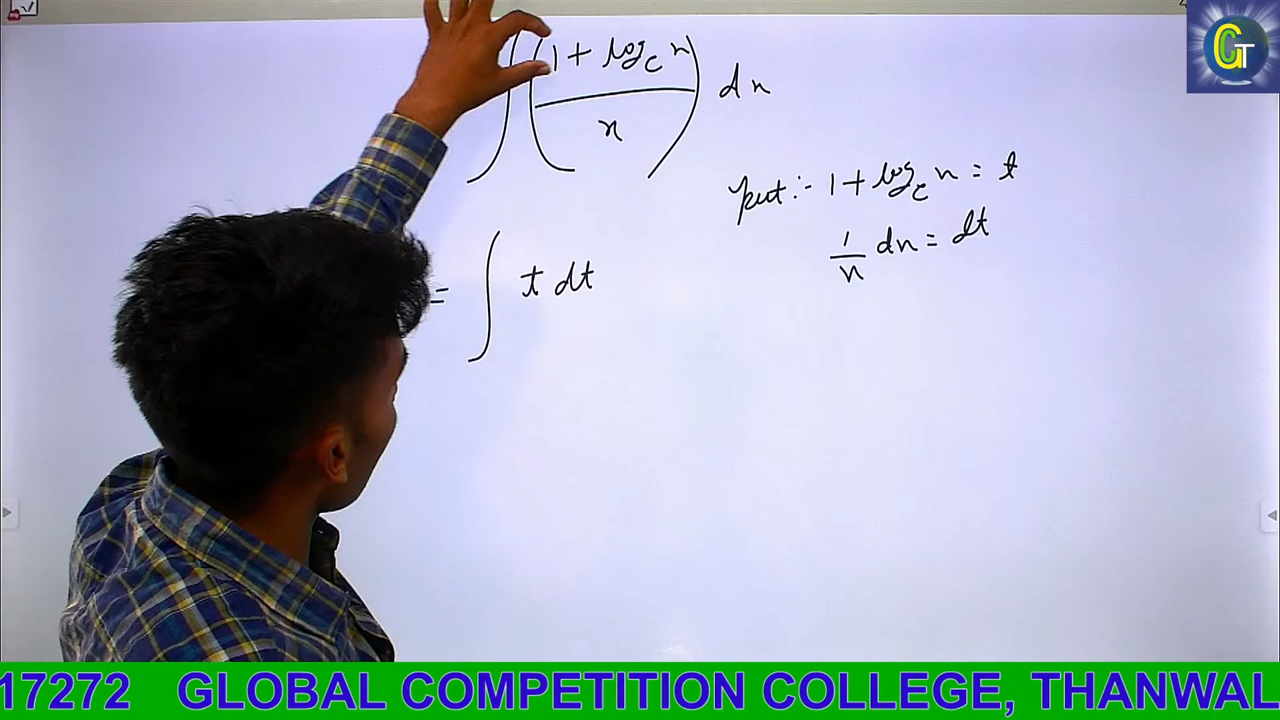 ∫ (1 + log_e x / x) dx
put :- 1 + log_e x = t
1/x dx = dt
= ∫ t dt
GT
17272 GLOBAL COMPETITION COLLEGE, THANWAL